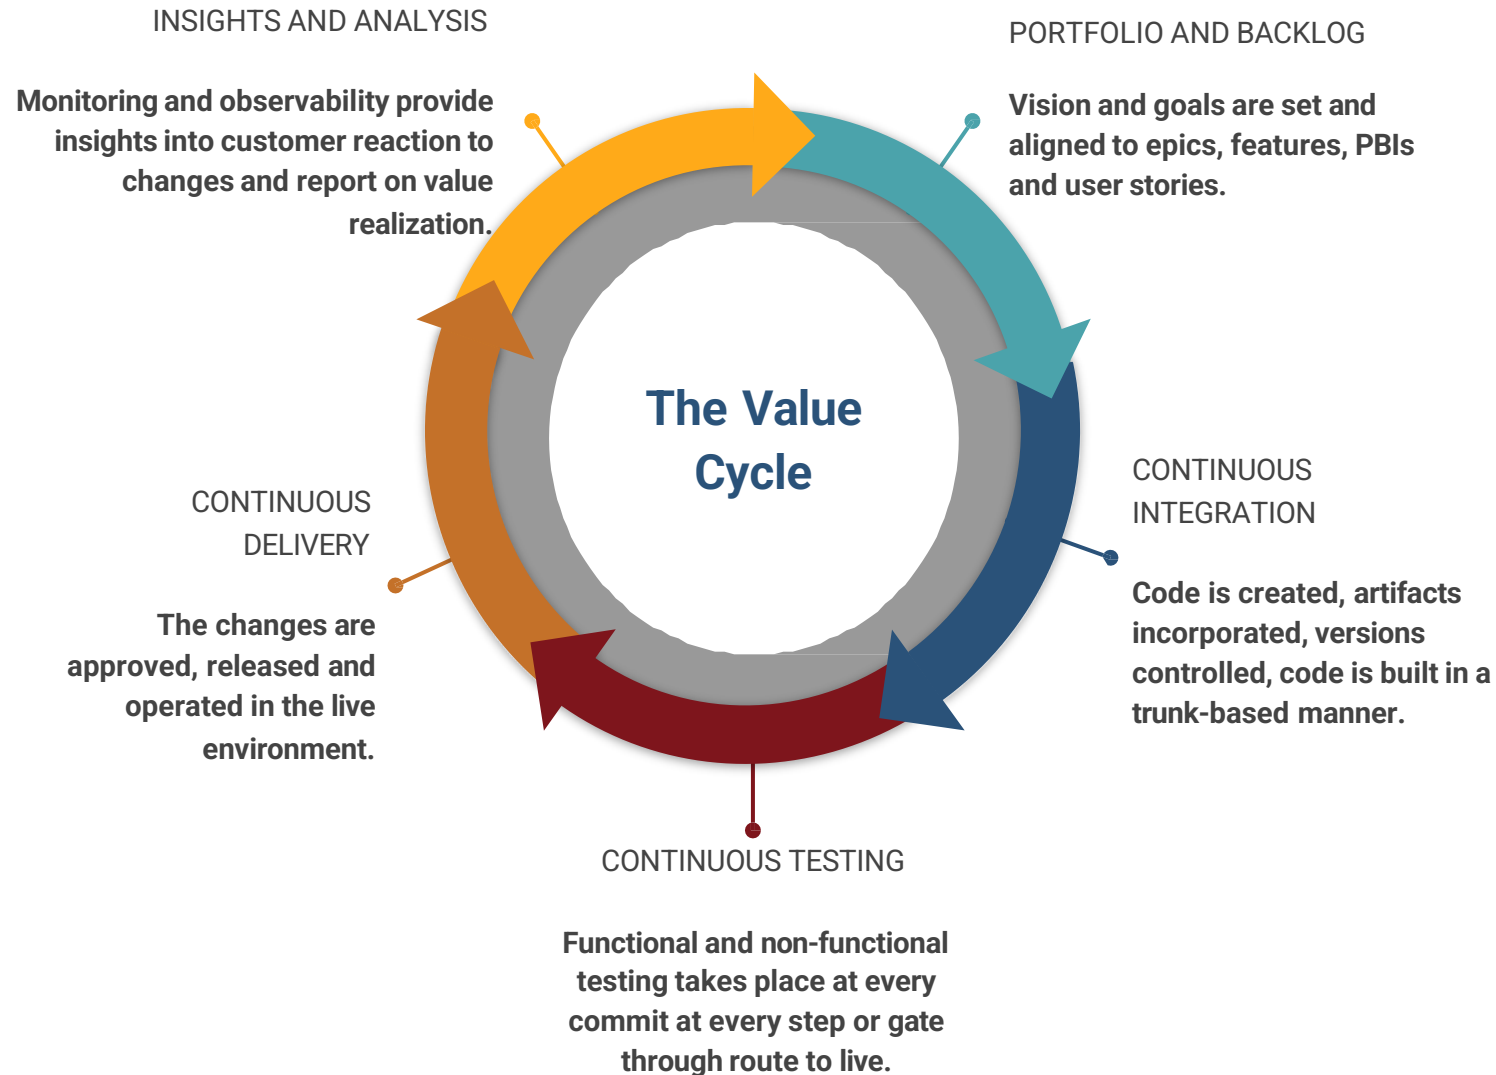 INSIGHTS AND ANALYSIS
Monitoring and observability provide
insights into customer reaction to
changes and report on value
realization.
PORTFOLIO AND BACKLOG
Vision and goals are set and
aligned to epics, features, PBIs
and user stories.
The Value
Cycle
CONTINUOUS
INTEGRATION
Code is created, artifacts
incorporated, versions
controlled, code is built in a
trunk-based manner.
CONTINUOUS
DELIVERY
The changes are
approved, released and
operated in the live
environment.
CONTINUOUS TESTING
Functional and non-functional
testing takes place at every
commit at every step or gate
through route to live.